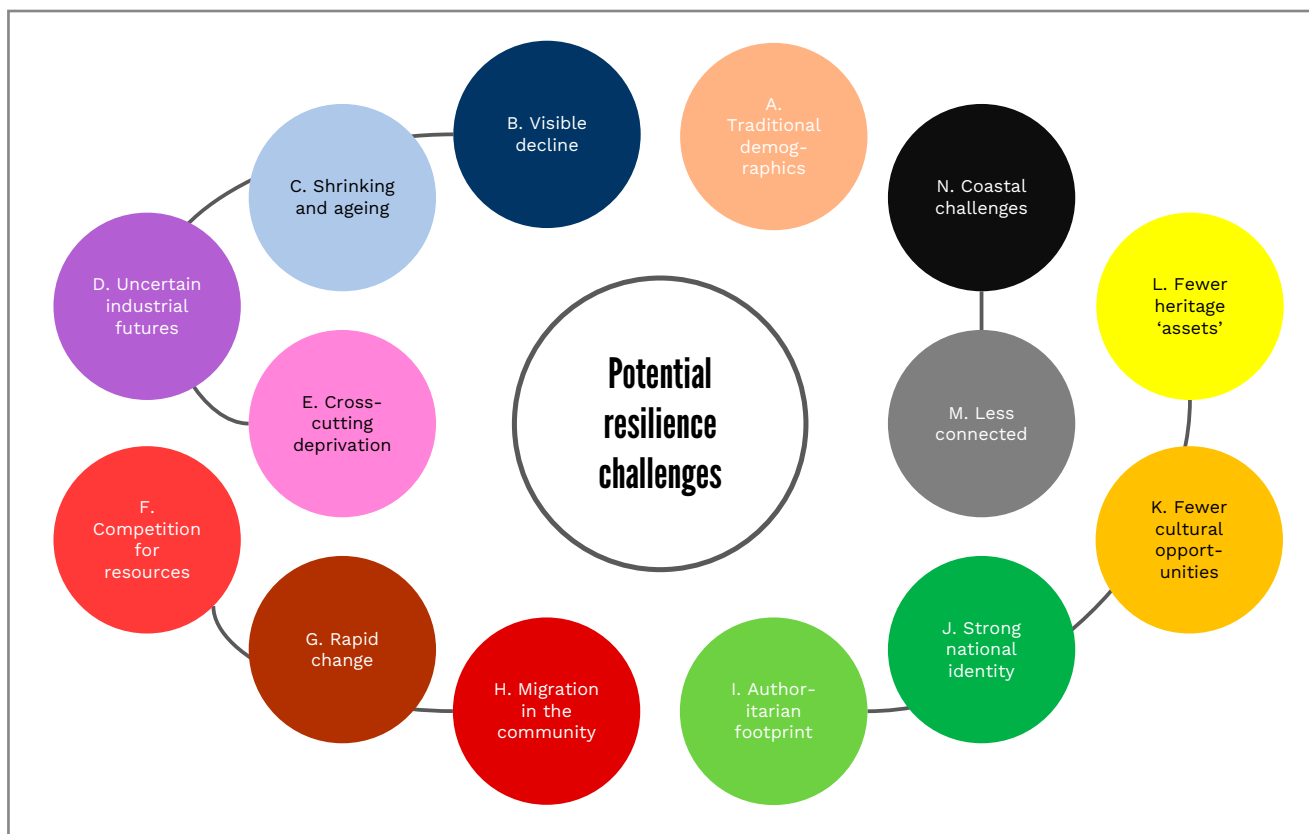 A.
Traditional
demog-
raphics
B. Visible
decline
C. Shrinking
and ageing
D. Uncertain
industrial
futures
E. Cross-
cutting
deprivation
F.
Competition
for
resources
G. Rapid
change
H. Migration
in the
community
I. Author-
itarian
footprint
J. Strong
national
identity
K. Fewer
cultural
opport-
unities
L. Fewer
heritage
‘assets’
M. Less
connected
N. Coastal
challenges
Potential
resilience
challenges